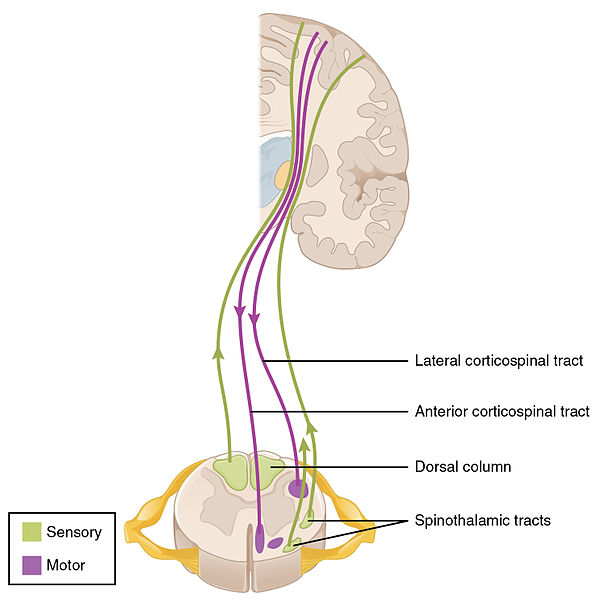 Lateral corticospinal tract
Anterior corticospinal tract
Dorsal column
Spinothalamic tracts
Sensory
Motor